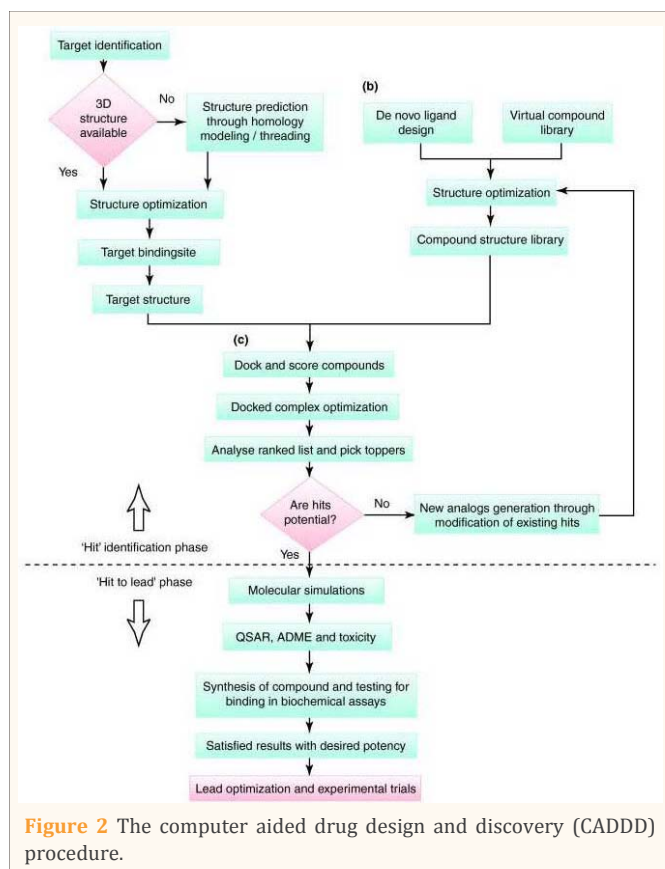 Target identification
3D
structure
available
No
Structure prediction
through homology
modeling / threading
Yes
Structure optimization
Target bindingsite
Target structure
(b)
De novo ligand
design
Virtual compound
library
Structure optimization
Compound structure library
(c)
Dock and score compounds
Docked complex optimization
Analyse ranked list and pick toppers
Are hits
potential?
No
New analogs generation through
modification of existing hits
'Hit' identification phase
Yes
'Hit to lead' phase
Molecular simulations
QSAR, ADME and toxicity
Synthesis of compound and testing for
binding in biochemical assays
Satisfied results with desired potency
Lead optimization and experimental trials
Figure 2 The computer aided drug design and discovery (CADDD)
procedure.